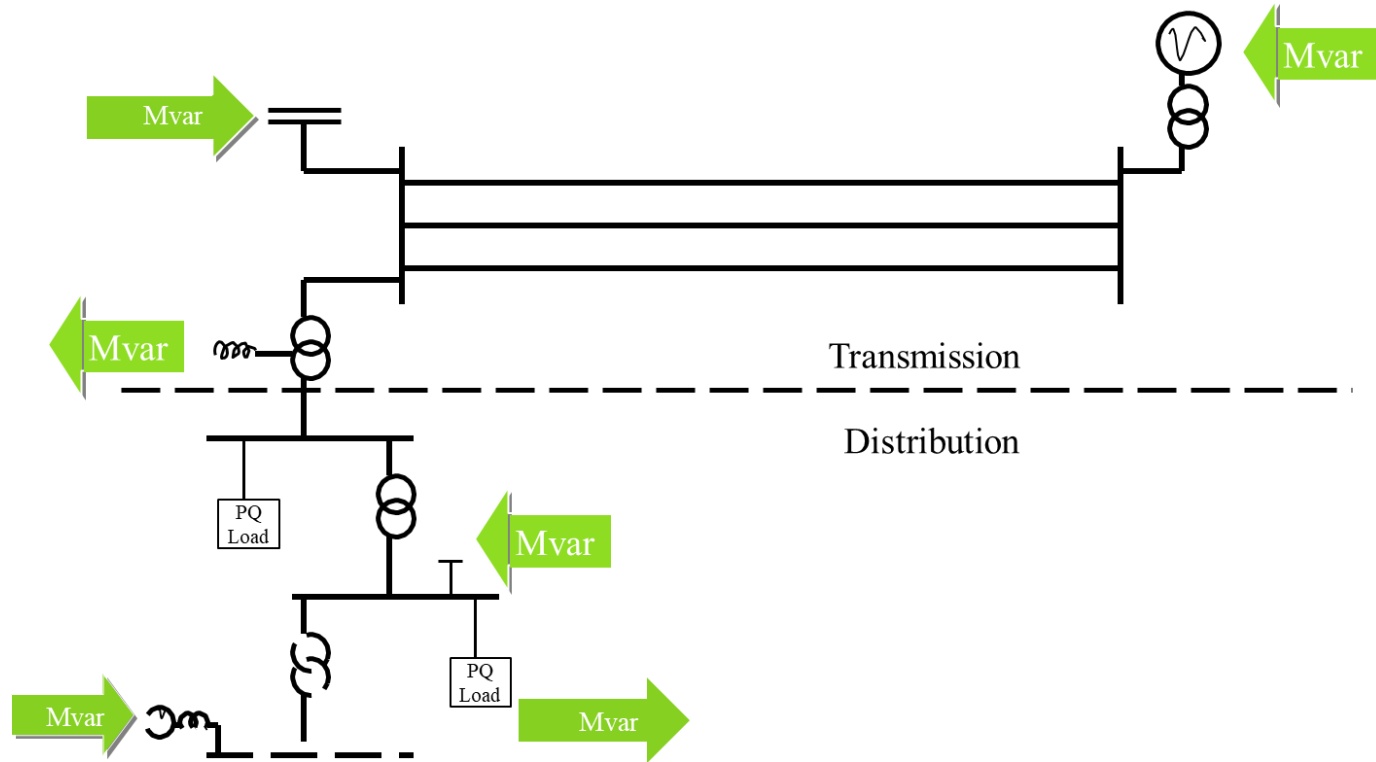 Mvar
Mvar
Mvar
Transmission
Distribution
PQ
Load
Mvar
PQ
Load
Mvar
Mvar